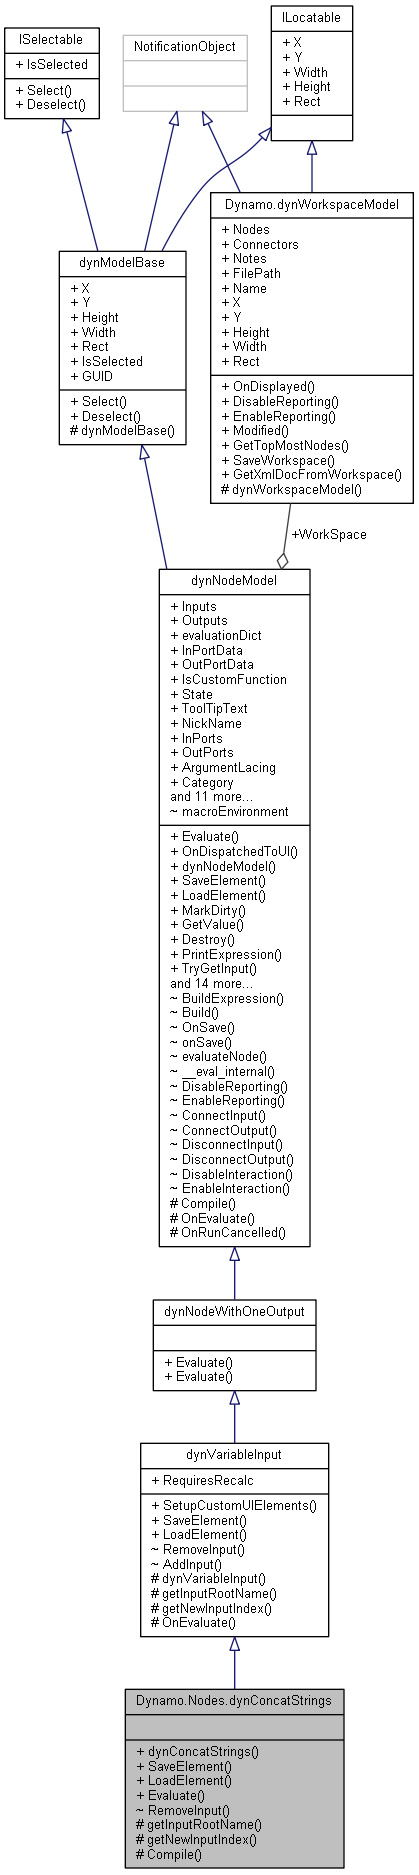 ISelectable
+ IsSelected
+ Select()
+ Deselect()
NotificationObject
ILocatable
+ X
+ Y
+ Width
+ Height
+ Rect
dynModelBase
+ X
+ Y
+ Height
+ Width
+ Rect
+ IsSelected
+ GUID
+ Select()
+ Deselect()
# dynModelBase()
Dynamo.dynWorkspaceModel
+ Nodes
+ Connectors
+ Notes
+ FilePath
+ Name
+ X
+ Y
+ Height
+ Width
+ Rect
+ OnDisplayed()
+ DisableReporting()
+ EnableReporting()
+ Modified()
+ GetTopMostNodes()
+ SaveWorkspace()
+ GetXmlDocFromWorkspace()
# dynWorkspaceModel()
+WorkSpace
dynNodeModel
+ Inputs
+ Outputs
+ evaluationDict
+ InPortData
+ OutPortData
+ IsCustomFunction
+ State
+ ToolTipText
+ NickName
+ InPorts
+ OutPorts
+ ArgumentLacing
+ Category
and 11 more...
~ macroEnvironment
+ Evaluate()
+ OnDispatchedToUI()
+ dynNodeModel()
+ SaveElement()
+ LoadElement()
+ MarkDirty()
+ GetValue()
+ Destroy()
+ PrintExpression()
+ TryGetInput()
and 14 more...
~ BuildExpression()
~ Build()
~ OnSave()
~ onSave()
~ evaluateNode()
~ __eval_internal()
~ DisableReporting()
~ EnableReporting()
~ ConnectInput()
~ ConnectOutput()
~ DisconnectInput()
~ DisconnectOutput()
~ DisableInteraction()
~ EnableInteraction()
# Compile()
# OnEvaluate()
# OnRunCancelled()
dynNodeWithOneOutput
+ Evaluate()
+ Evaluate()
dynVariableInput
+ RequiresRecalc
+ SetupCustomUIElements()
+ SaveElement()
+ LoadElement()
~ RemoveInput()
~ AddInput()
# dynVariableInput()
# getInputRootName()
# getNewInputIndex()
# OnEvaluate()
Dynamo.Nodes.dynConcatStrings
+ dynConcatStrings()
+ SaveElement()
+ LoadElement()
+ Evaluate()
~ RemoveInput()
# getInputRootName()
# getNewInputIndex()
# Compile()